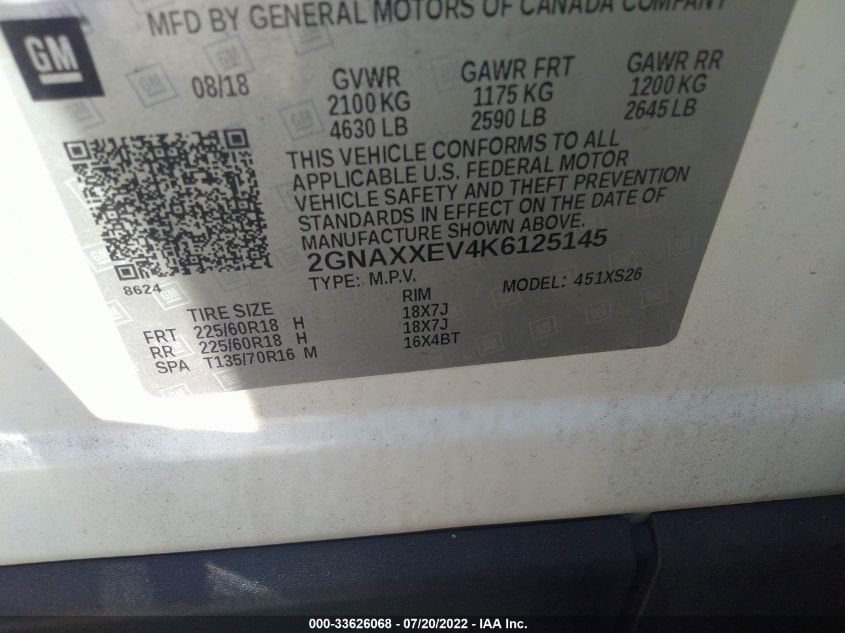 MFD BY GENERAL MOTORS OF CANADA COMPANY
GM
08/18
GVWR
2100 KG
4630 LB
GAWR FRT
1175 KG
2590 LB
GAWR RR
1200 KG
2645 LB
THIS VEHICLE CONFORMS TO ALL
APPLICABLE U.S. FEDERAL MOTOR
VEHICLE SAFETY AND THEFT PREVENTION
STANDARDS IN EFFECT ON THE DATE OF
MANUFACTURE SHOWN ABOVE.
2GNAXXEV4K6125145
8624
TYPE: M.P.V.
MODEL: 451XS26
TIRE SIZE
RIM
FRT 225/60R18 H 18X7J
RR 225/60R18 H 18X7J
SPA T135/70R16 M 16X4BT
000-33626068 - 07/20/2022 - IAA Inc.